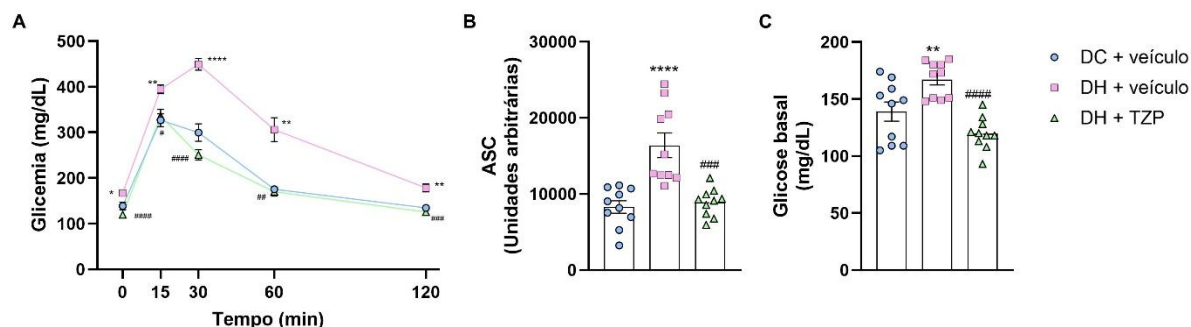 A
Glicemia (mg/dL)
500
400
300
200
100
0
0 15 30 60 120
Tempo (min)
*
####
**
#
****
####
**
##
**
###
B
ASC
(Unidades arbitrárias)
30000
20000
10000
0
****
###
C
Glicose basal
(mg/dL)
200
150
100
50
0
**
####
DC + veículo
DH + veículo
DH + TZP